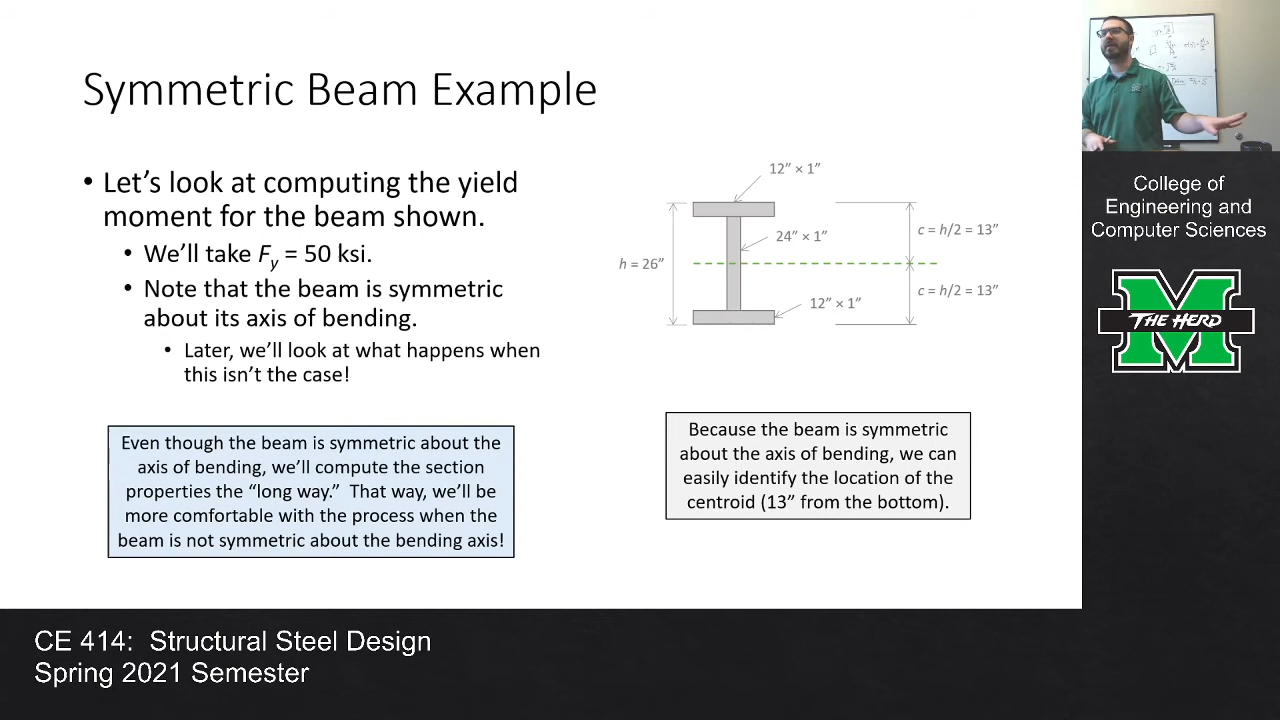 Symmetric Beam Example
• Let’s look at computing the yield
moment for the beam shown.
• We’ll take Fy = 50 ksi.
• Note that the beam is symmetric
about its axis of bending.
• Later, we’ll look at what happens when
this isn’t the case!
Even though the beam is symmetric about the
axis of bending, we’ll compute the section
properties the “long way.” That way, we’ll be
more comfortable with the process when the
beam is not symmetric about the bending axis!
12” × 1”
24” × 1”
12” × 1”
h = 26”
c = h/2 = 13”
c = h/2 = 13”
Because the beam is symmetric
about the axis of bending, we can
easily identify the location of the
centroid (13” from the bottom).
College of
Engineering and
Computer Sciences
THE HERD
CE 414: Structural Steel Design
Spring 2021 Semester